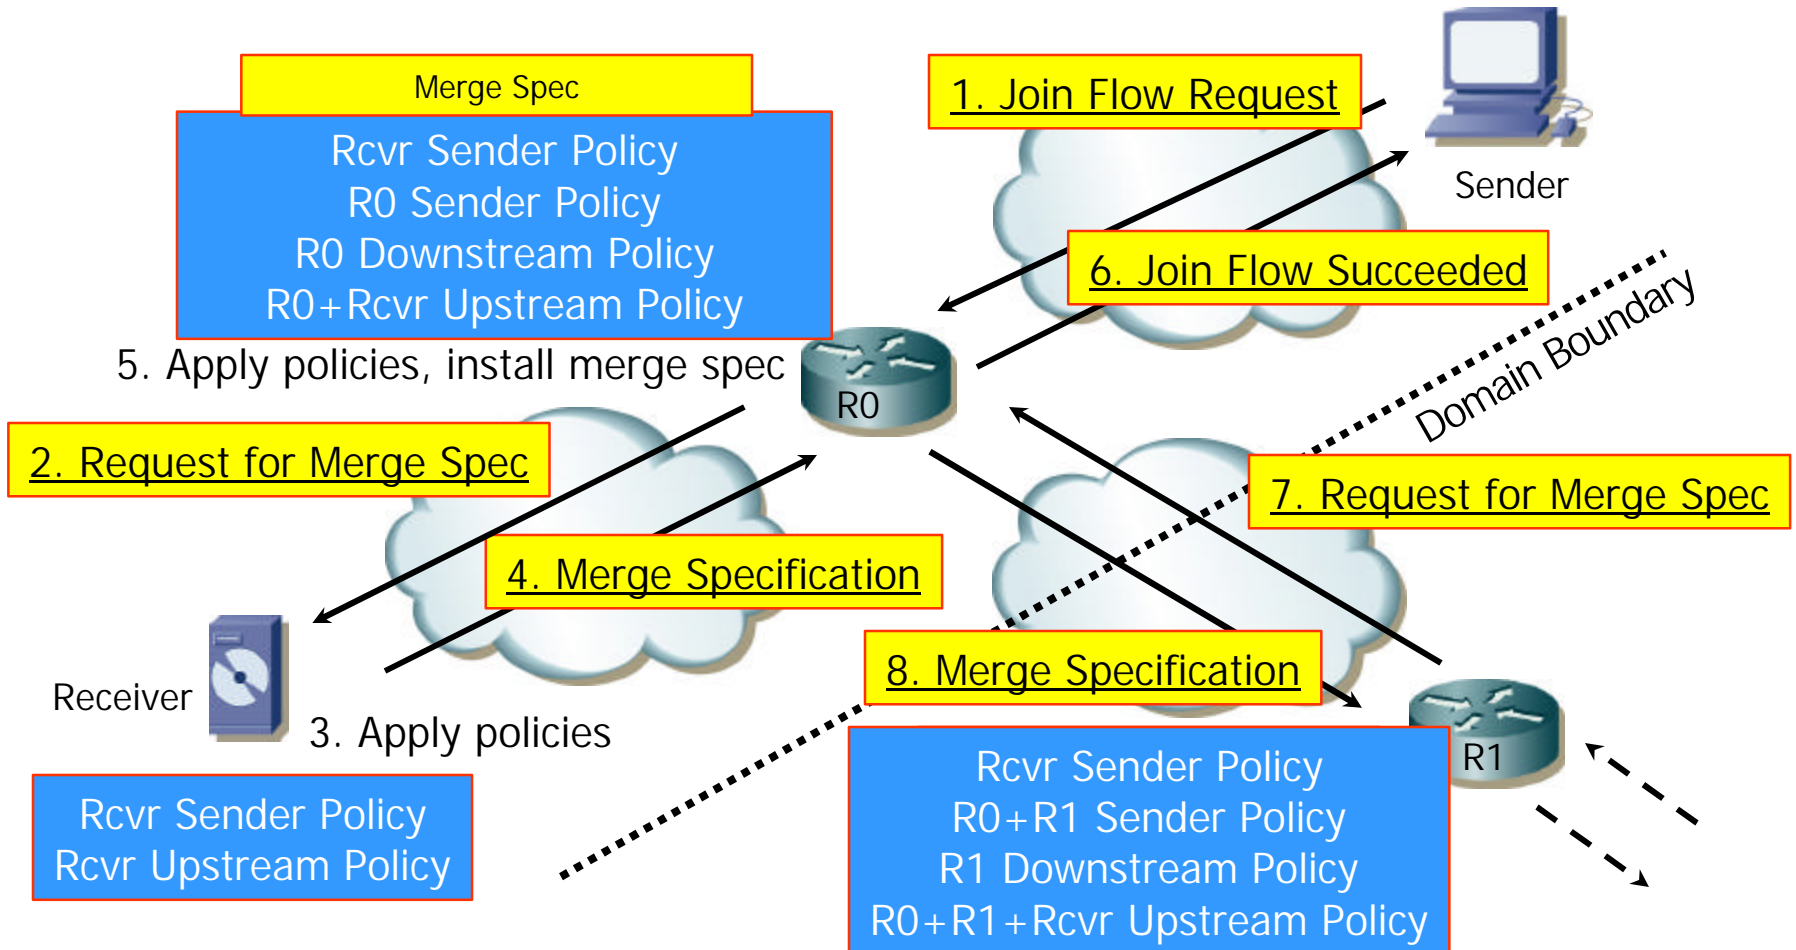 Merge Spec
Rcvr Sender Policy
R0 Sender Policy
R0 Downstream Policy
R0+Rcvr Upstream Policy
1. Join Flow Request
Sender
6. Join Flow Succeeded
Domain Boundary
5. Apply policies, install merge spec
R0
2. Request for Merge Spec
7. Request for Merge Spec
4. Merge Specification
8. Merge Specification
Receiver
3. Apply policies
R1
Rcvr Sender Policy
Rcvr Upstream Policy
Rcvr Sender Policy
R0+R1 Sender Policy
R1 Downstream Policy
R0+R1+Rcvr Upstream Policy